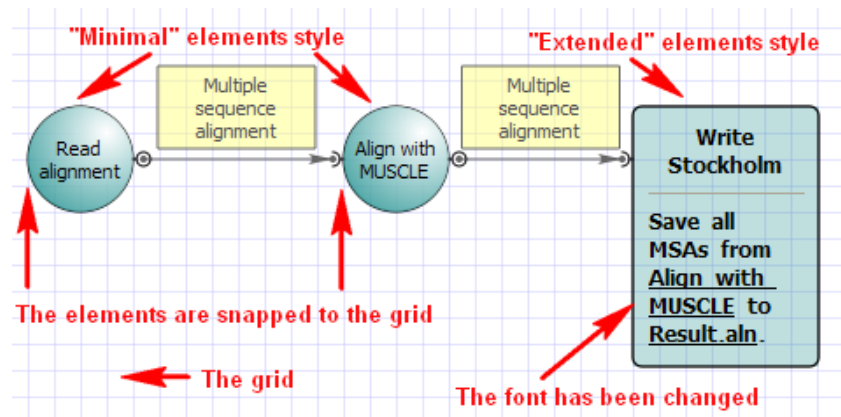 "Minimal" elements style
"Extended" elements style
Multiple
sequence
alignment
Multiple
sequence
alignment
Read
alignment
Align with
MUSCLE
Write
Stockholm
Save all
MSAs from
Align with
MUSCLE to
Result.aln.
The elements are snapped to the grid
The grid
The font has been changed